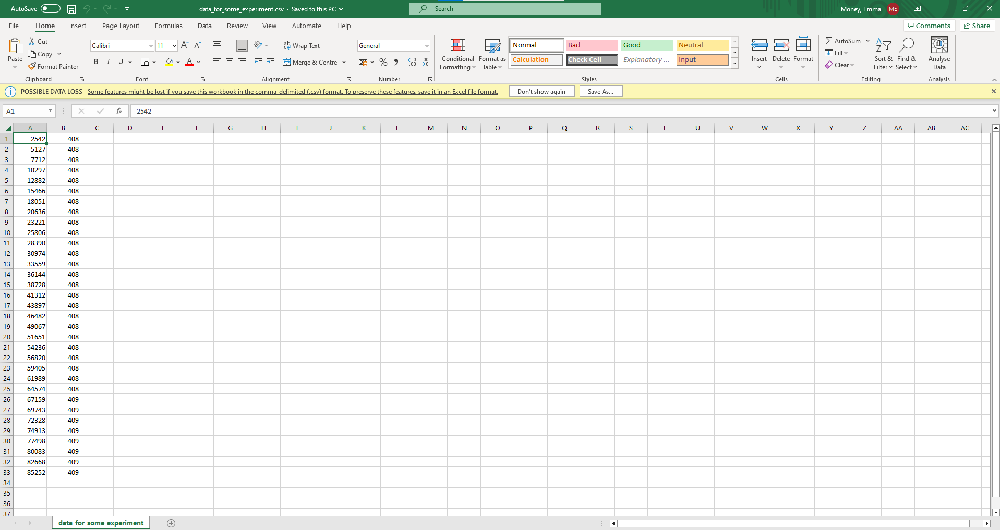 AutoSave Off data_for_some_experiment.csv • Saved to this PC Search Money, Emma ME
File Home Insert Page Layout Formulas Data Review View Automate Help Comments Share
Paste Cut Copy Format Painter Clipboard
Calibri 11 A A B I U A Font
ab Wrap Text Merge & Centre Alignment
General % Number
Conditional Formatting Format as Table Normal Bad Good Neutral Calculation Check Cell Explanatory ... Input Styles
Insert Delete Format Cells
AutoSum Fill Clear Sort & Filter Find & Select Editing
Analyse Data Analysis
POSSIBLE DATA LOSS Some features might be lost if you save this workbook in the comma-delimited (.csv) format. To preserve these features, save it in an Excel file format. Don't show again Save As...
A1 fx 2542
A B C D E F G H I J K L M N O P Q R S T U V W X Y Z AA AB AC
1 2542 408
2 5127 408
3 7712 408
4 10297 408
5 12882 408
6 15466 408
7 18051 408
8 20636 408
9 23221 408
10 25806 408
11 28390 408
12 30974 408
13 33559 408
14 36144 408
15 38728 408
16 41312 408
17 43897 408
18 46482 408
19 49067 408
20 51651 408
21 54236 408
22 56820 408
23 59405 408
24 61989 408
25 64574 408
26 67159 409
27 69743 409
28 72328 409
29 74913 409
30 77498 409
31 80083 409
32 82668 409
33 85252 409
34
35
36
37
data_for_some_experiment